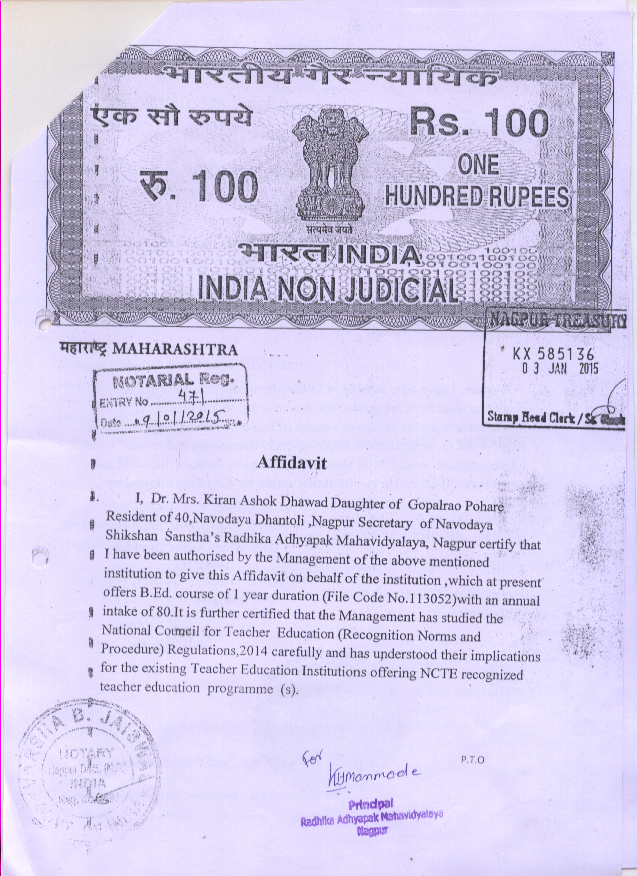 भारतीय गैर न्यायिक
एक सौ रुपये
रु. 100
सत्यमेव जयते
Rs. 100
ONE
HUNDRED RUPEES
भारत INDIA
INDIA NON JUDICIAL
महाराष्ट्र MAHARASHTRA
NAGPUR TREASURY
KX 585136
03 JAN 2015
Stamp Head Clerk /
NOTARIAL Reg.
ENTRY No. 471
Date 9/01/2015
Affidavit
1. I, Dr. Mrs. Kiran Ashok Dhawad Daughter of Gopalrao Pohare
Resident of 40,Navodaya Dhantoli ,Nagpur Secretary of Navodaya
Shikshan Sanstha's Radhika Adhyapak Mahavidyalaya, Nagpur certify that
I have been authorised by the Management of the above mentioned
institution to give this Affidavit on behalf of the institution ,which at present
offers B.Ed. course of 1 year duration (File Code No.113052)with an annual
intake of 80.It is further certified that the Management has studied the
National Council for Teacher Education (Recognition Norms and
Procedure) Regulations,2014 carefully and has understood their implications
for the existing Teacher Education Institutions offering NCTE recognized
teacher education programme (s).
B. JAISWAL
NOTARY
INDIA
for
P.T.O
Principal
Radhika Adhyapak Mahavidyalaya
Nagpur